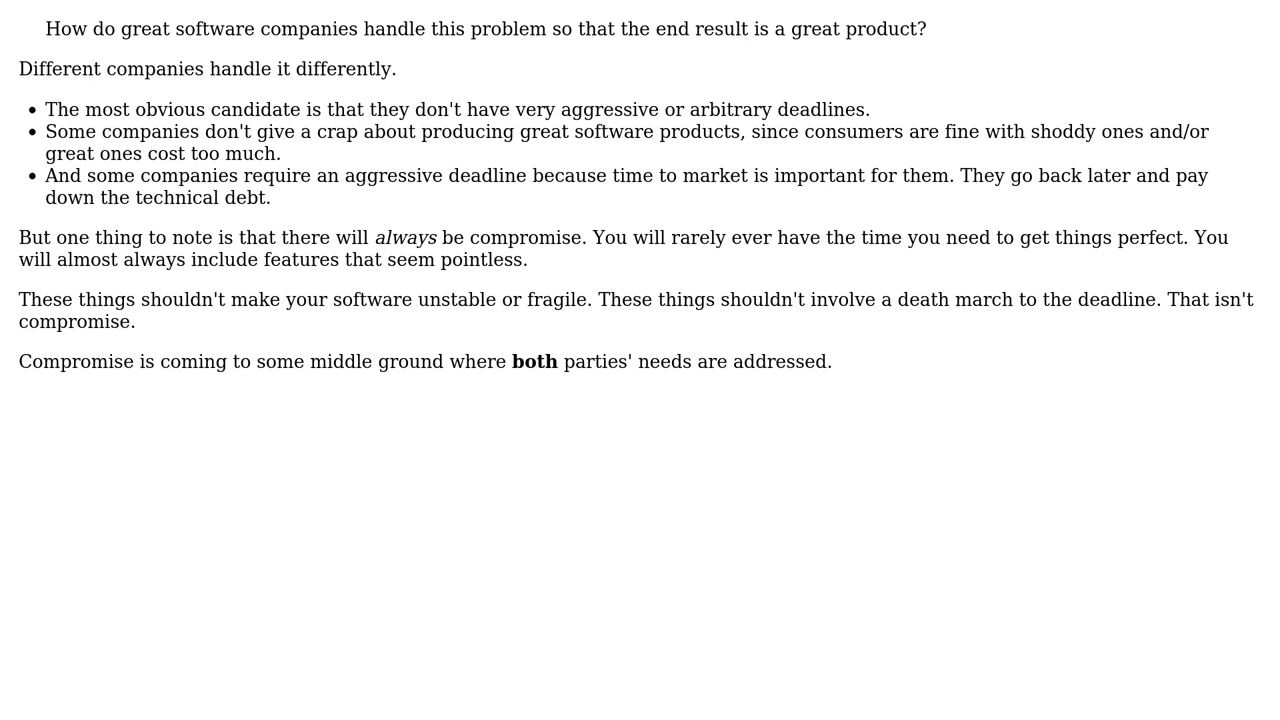 How do great software companies handle this problem so that the end result is a great product?
Different companies handle it differently.
• The most obvious candidate is that they don't have very aggressive or arbitrary deadlines.
• Some companies don't give a crap about producing great software products, since consumers are fine with shoddy ones and/or
great ones cost too much.
• And some companies require an aggressive deadline because time to market is important for them. They go back later and pay
down the technical debt.
But one thing to note is that there will always be compromise. You will rarely ever have the time you need to get things perfect. You
will almost always include features that seem pointless.
These things shouldn't make your software unstable or fragile. These things shouldn't involve a death march to the deadline. That isn't
compromise.
Compromise is coming to some middle ground where both parties' needs are addressed.